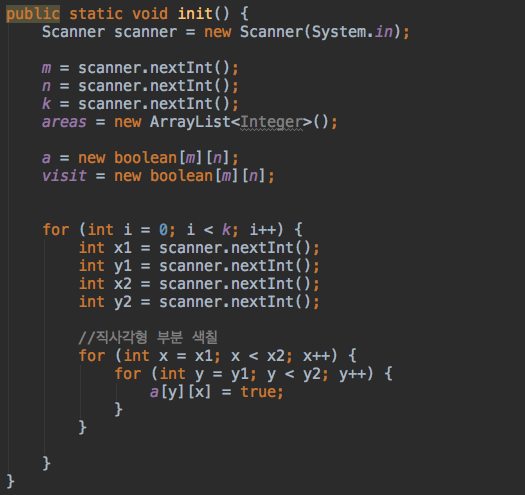 public static void init() {
    Scanner scanner = new Scanner(System.in);
    m = scanner.nextInt();
    n = scanner.nextInt();
    k = scanner.nextInt();
    areas = new ArrayList<Integer>();
    a = new boolean[m][n];
    visit = new boolean[m][n];
    for (int i = 0; i < k; i++) {
        int x1 = scanner.nextInt();
        int y1 = scanner.nextInt();
        int x2 = scanner.nextInt();
        int y2 = scanner.nextInt();
        //직사각형 부분 색칠
        for (int x = x1; x < x2; x++) {
            for (int y = y1; y < y2; y++) {
                a[y][x] = true;
            }
        }
    }
}